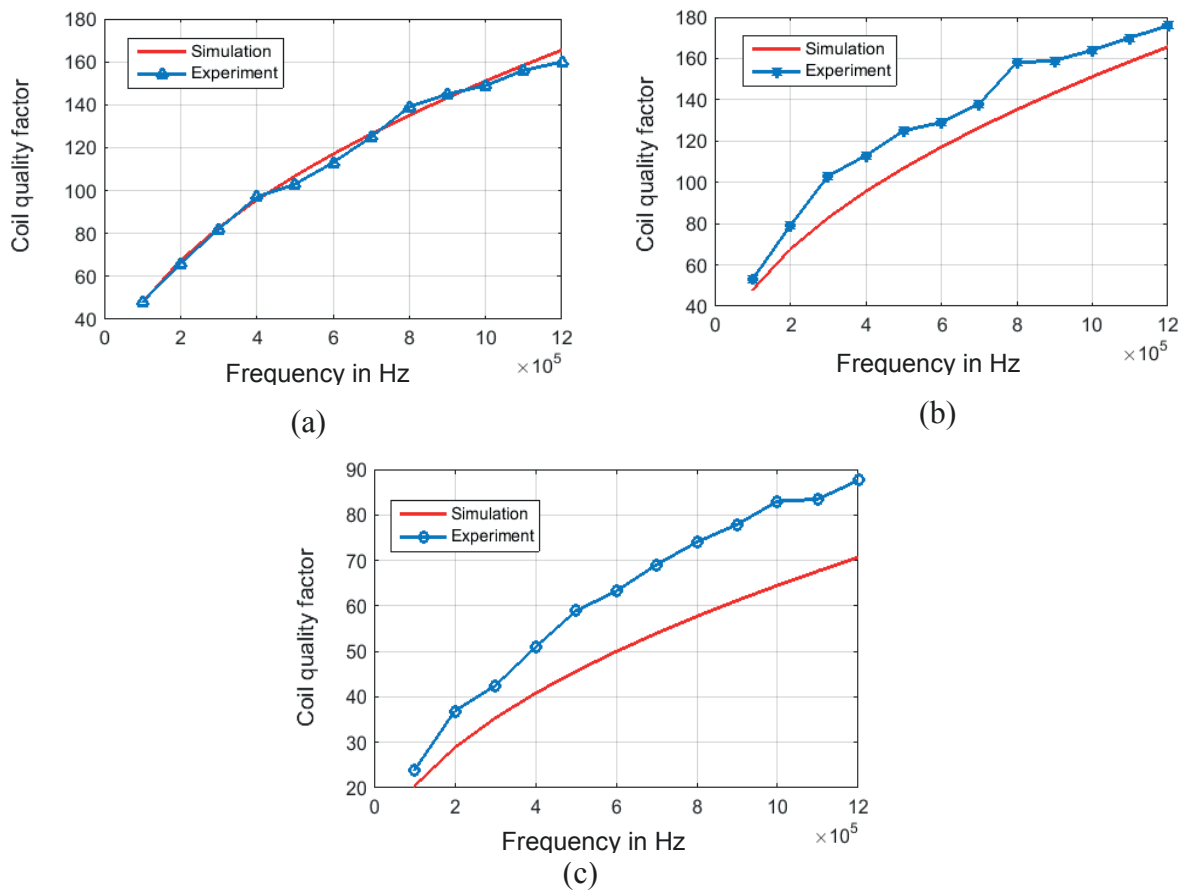 180
160
140
120
100
80
60
40
Coil quality factor
Simulation
Experiment
0 2 4 6 8 10 12
×10^5
Frequency in Hz
(a)
180
160
140
120
100
80
60
40
Coil quality factor
Simulation
Experiment
0 2 4 6 8 10 12
×10^5
Frequency in Hz
(b)
90
80
70
60
50
40
30
20
Coil quality factor
Simulation
Experiment
0 2 4 6 8 10 12
×10^5
Frequency in Hz
(c)